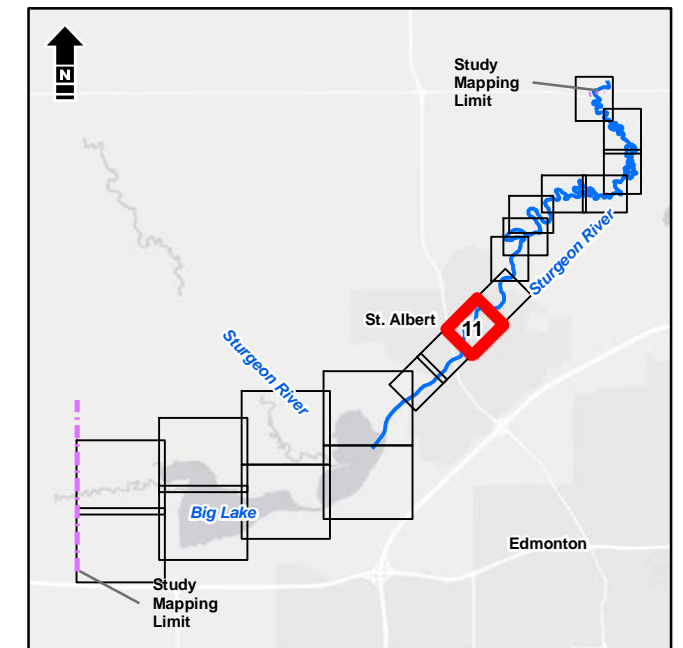 N
Study
Mapping
Limit
Sturgeon River
St. Albert
11
Sturgeon River
Big Lake
Edmonton
Study
Mapping
Limit